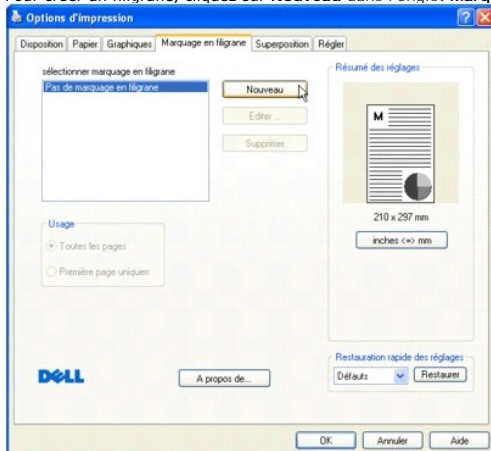 Pour créer un filigrane, cliquez sur Nouveau dans l'onglet Marq
Options d'impression
Disposition Papier Graphiques Marquage en filigrane Superposition Régler
sélectionner marquage en filigrane
Pas de marquage en filigrane
Nouveau
Editer ...
Supprimer
Usage
Toutes les pages
Première page uniquen
Résumé des réglages
M
210 x 297 mm
inches <=> mm
Restauration rapide des réglages
Défauts
Restaurer
DELL
A propos de...
OK Annuler Aide